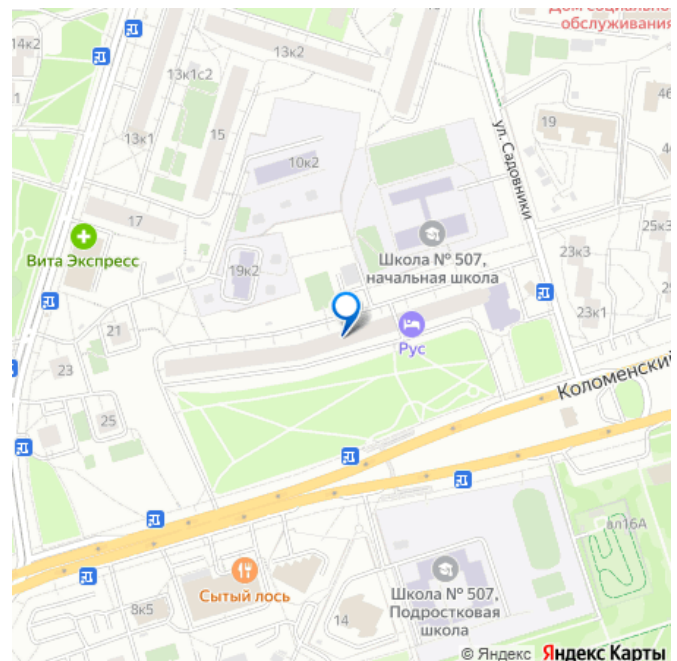 Дом социально
обслуживания
14к2
13к2
13к1с2
13к1
15
10к2
ул. Садовники
19
46
17
Вита Экспресс
19к2
Школа № 507,
начальная школа
25к3
23к3
23к1
21
23
25
Рус
Коломенский
вл16А
Сытый лось
8к5
14
Школа № 507,
Подростковая
школа
© Яндекс Яндекс Карты